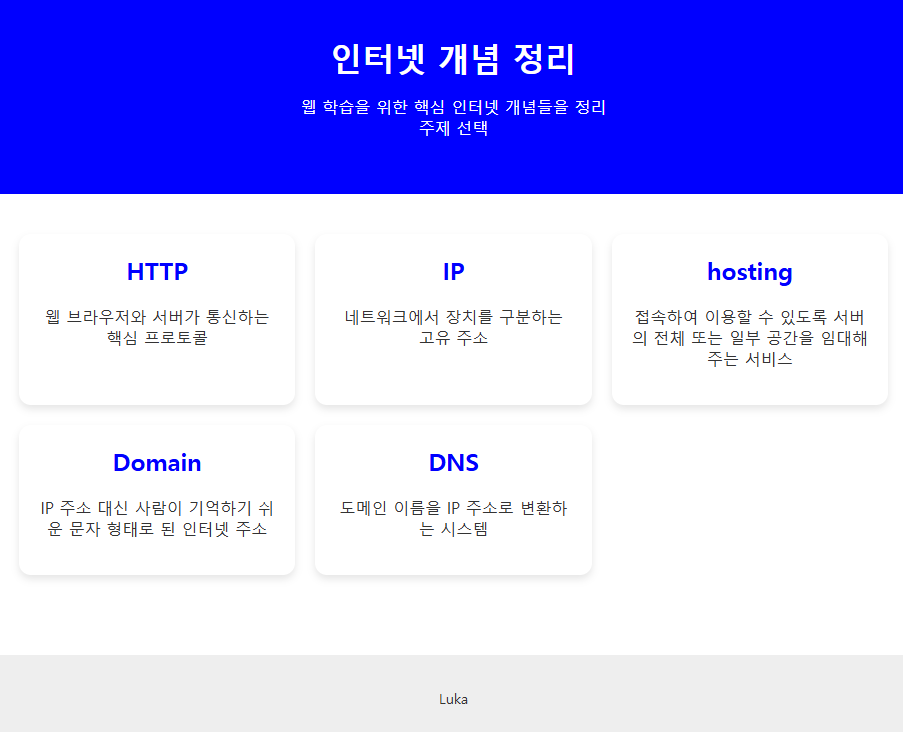 인터넷 개념 정리
웹 학습을 위한 핵심 인터넷 개념들을 정리
주제 선택
HTTP
웹 브라우저와 서버가 통신하는
핵심 프로토콜
IP
네트워크에서 장치를 구분하는
고유 주소
hosting
접속하여 이용할 수 있도록 서버
의 전체 또는 일부 공간을 임대해
주는 서비스
Domain
IP 주소 대신 사람이 기억하기 쉬
운 문자 형태로 된 인터넷 주소
DNS
도메인 이름을 IP 주소로 변환하
는 시스템
Luka